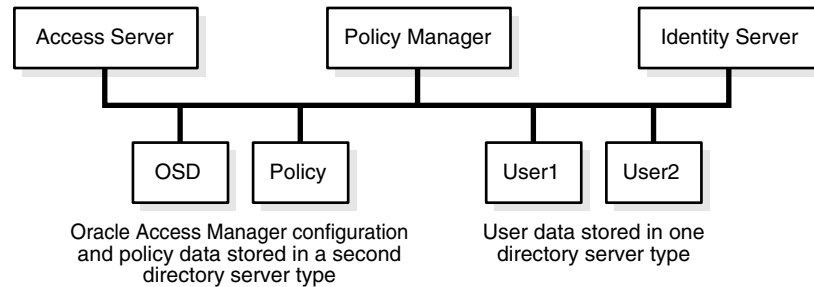 Access Server
Policy Manager
Identity Server
OSD
Policy
User1
User2
Oracle Access Manager configuration
and policy data stored in a second
directory server type
User data stored in one
directory server type